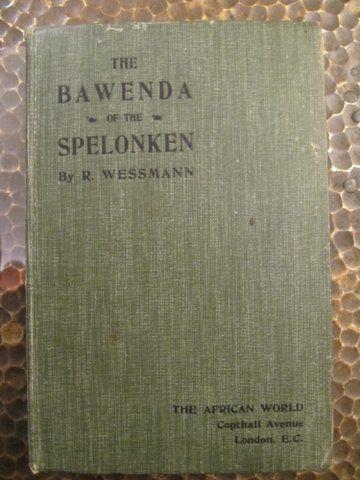 THE
BAWENDA
OF THE
SPELONKEN
By R. WESSMANN
THE AFRICAN WORLD
Copthall Avenue
London, E.C.